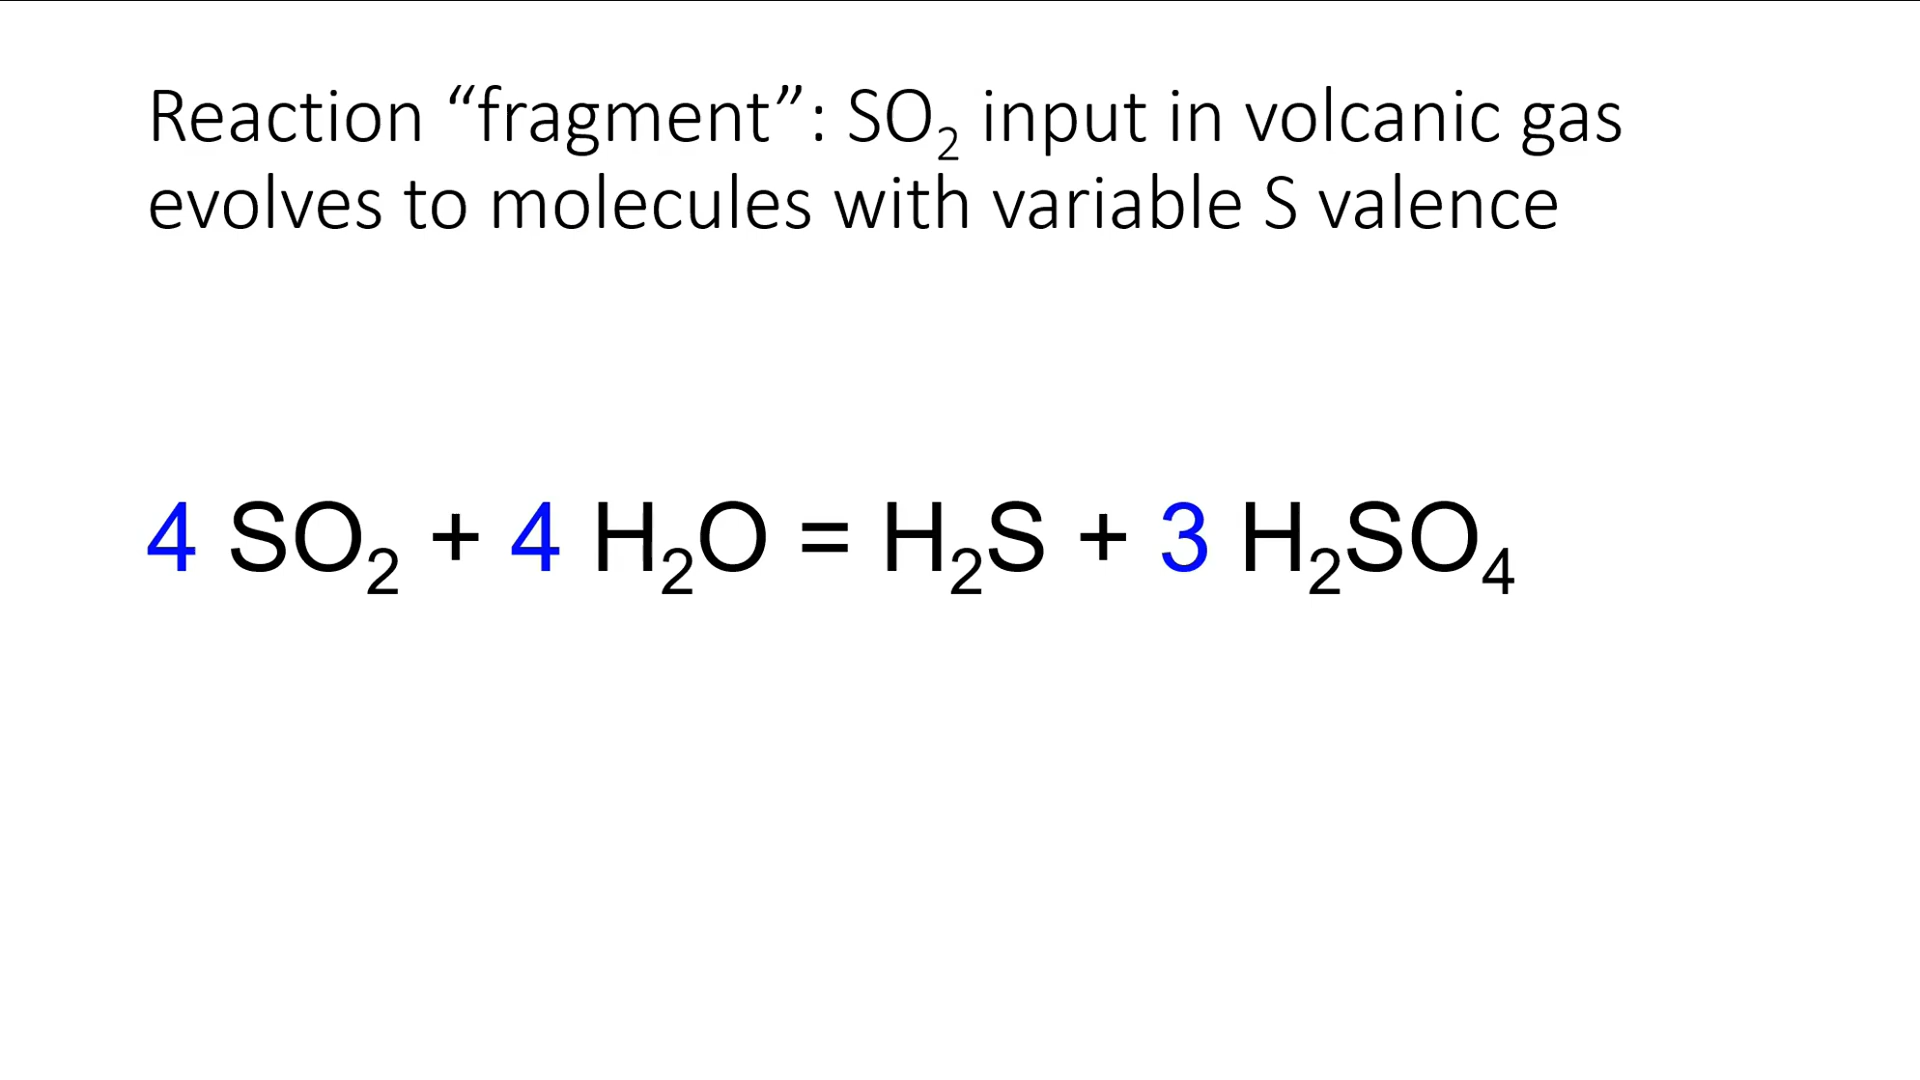 Reaction “fragment”: SO₂ input in volcanic gas
evolves to molecules with variable S valence
4 SO₂ + 4 H₂O = H₂S + 3 H₂SO₄